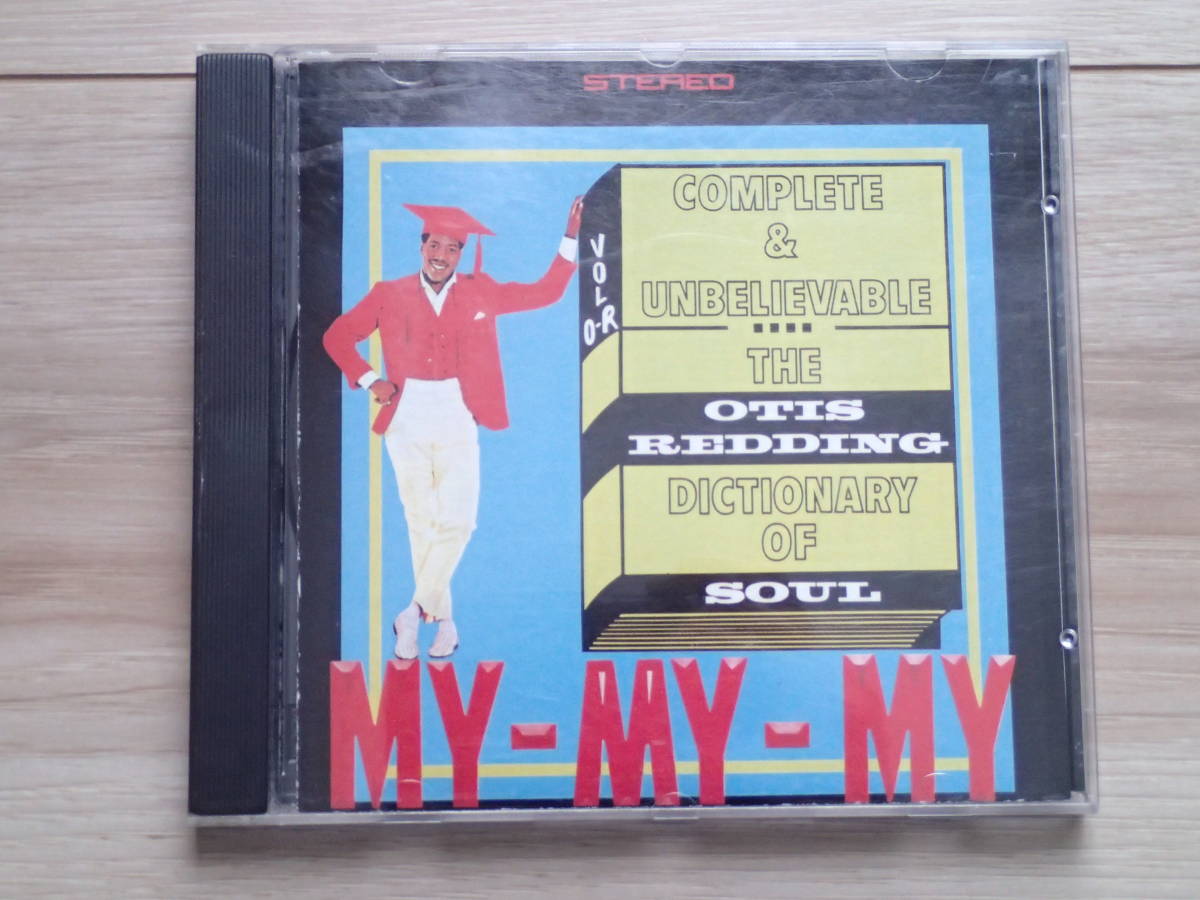 STEREO
VOL
O-R
COMPLETE
&
UNBELIEVABLE
THE
OTIS
REDDING
DICTIONARY
OF
SOUL
MY-MY-MY